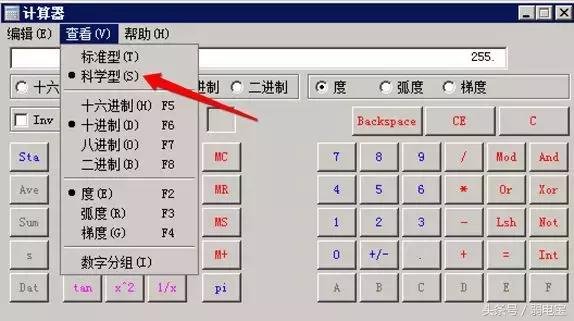 计算器
编辑(E) 查看(V) 帮助(H)
255.
标准型(T)
科学型(S)
十六 进制 二进制 度 弧度 梯度
十六进制(H) F5
十进制(D) F6
八进制(O) F7
二进制(B) F8
度(E) F2
弧度(R) F3
梯度(G) F4
数字分组(I)
Inv Backspace CE C
Sta MC 7 8 9 / Mod And
Ave MR 4 5 6 * Or Xor
Sum MS 1 2 3 - Lsh Not
s M+ 0 +/- . + = Int
Dat tan x^2 1/x pi A B C D E F
头条号 / 弱电宝